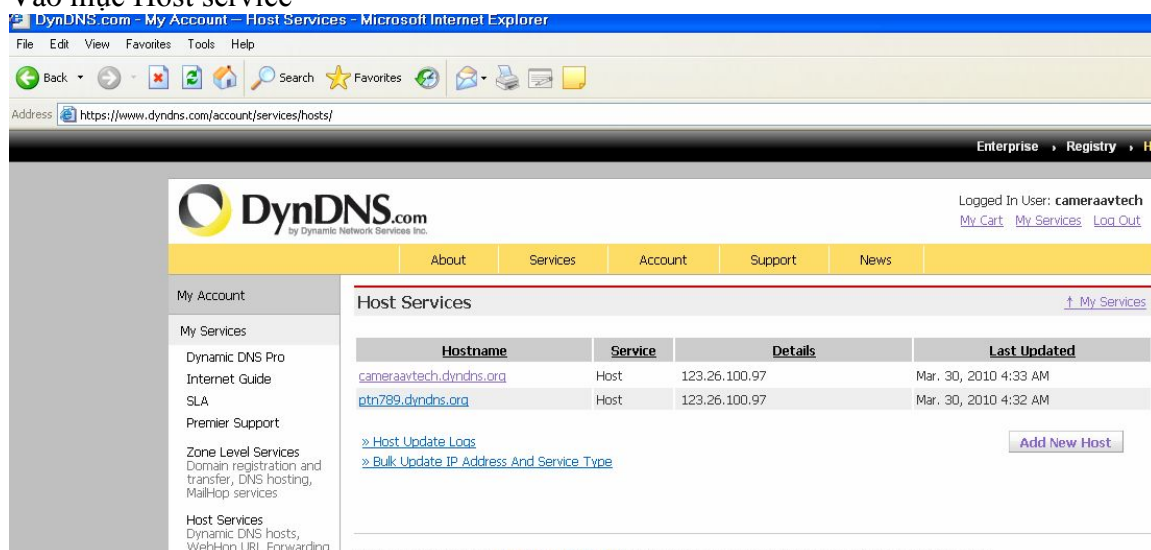 Vào mục Host service
DynDNS.com - My Account — Host Services - Microsoft Internet Explorer
File Edit View Favorites Tools Help
Back Search Favorites
Address https://www.dyndns.com/account/services/hosts/
Enterprise › Registry › H
DynDNS.com
by Dynamic Network Services Inc.
Logged In User: cameraavtech
My Cart My Services Log Out
About Services Account Support News
My Account
Host Services
↑ My Services
My Services
Dynamic DNS Pro
Internet Guide
SLA
Premier Support
Zone Level Services
Domain registration and
transfer, DNS hosting,
MailHop services
Host Services
Dynamic DNS hosts,
WebHop URL Forwarding
Hostname Service Details Last Updated
cameraavtech.dyndns.org Host 123.26.100.97 Mar. 30, 2010 4:33 AM
ptn789.dyndns.org Host 123.26.100.97 Mar. 30, 2010 4:32 AM
» Host Update Logs
» Bulk Update IP Address And Service Type
Add New Host